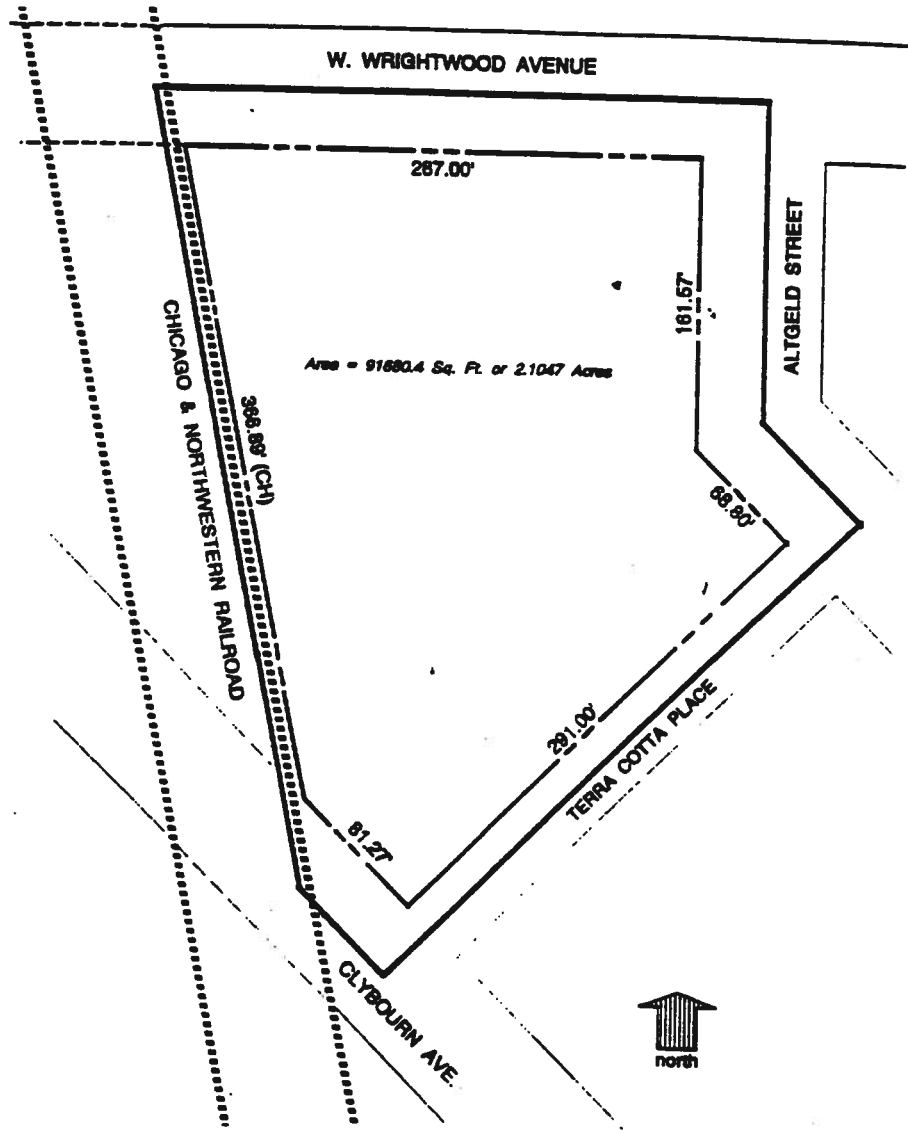 W. WRIGHTWOOD AVENUE
267.00'
ALTGELD STREET
161.57'
CHICAGO & NORTHWESTERN RAILROAD
Area = 91680.4 Sq. Ft. or 2.1047 Acres
366.89' (CH)
68.80'
291.00'
TERRA COTTA PLACE
81.27'
CLYBOURN AVE.
north